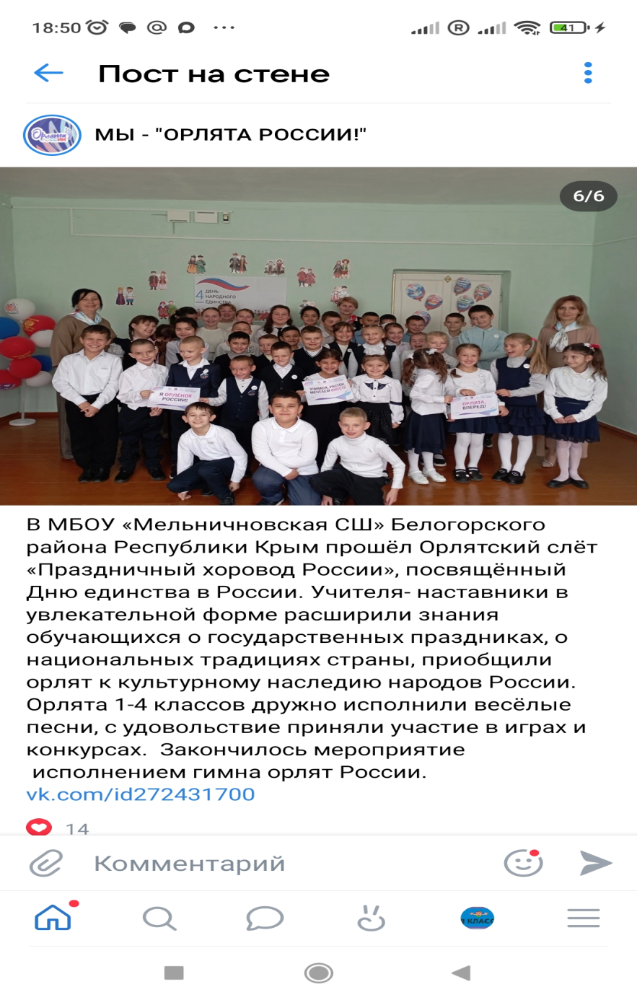 18:50
41
Пост на стене
МЫ - "ОРЛЯТА РОССИИ!"
6/6
4 ДЕНЬ
НАРОДНОГО
ЕДИНСТВА
Я ОРЛЁНОК
РОССИИ!
УЧИМСЯ, РАСТЕМ,
МЕЧТАЕМ ВМЕСТЕ!
ОРЛЯТА,
ВПЕРЕД!
В МБОУ «Мельничновская СШ» Белогорского
района Республики Крым прошёл Орлятский слёт
«Праздничный хоровод России», посвящённый
Дню единства в России. Учителя- наставники в
увлекательной форме расширили знания
обучающихся о государственных праздниках, о
национальных традициях страны, приобщили
орлят к культурному наследию народов России.
Орлята 1-4 классов дружно исполнили весёлые
песни, с удовольствие приняли участие в играх и
конкурсах. Закончилось мероприятие
исполнением гимна орлят России.
vk.com/id272431700
14
Комментарий